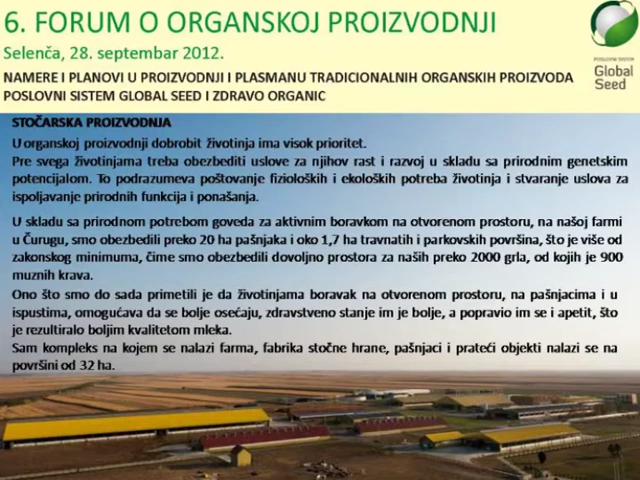 6. FORUM O ORGANSKOJ PROIZVODNJI
Selenča, 28. septembar 2012.
NAMERE I PLANOVI U PROIZVODNJI I PLASMANU TRADICIONALNIH ORGANSKIH PROIZVODA
POSLOVNI SISTEM GLOBAL SEED I ZDRAVO ORGANIC
POSLOVNI SISTEM
Global
Seed
STOČARSKA PROIZVODNJA
U organskoj proizvodnji dobrobit životinja ima visok prioritet.
Pre svega životinjama treba obezbediti uslove za njihov rast i razvoj u skladu sa prirodnim genetskim
potencijalom. To podrazumeva poštovanje fizioloških i ekoloških potreba životinja i stvaranje uslova za
ispoljavanje prirodnih funkcija i ponašanja.
U skladu sa prirodnom potrebom goveda za aktivnim boravkom na otvorenom prostoru, na našoj farmi
u Čurugu, smo obezbedili preko 20 ha pašnjaka i oko 1,7 ha travnatih i parkovskih površina, što je više od
zakonskog minimuma, čime smo obezbedili dovoljno prostora za naših preko 2000 grla, od kojih je 900
muznih krava.
Ono što smo do sada primetili je da životinjama boravak na otvorenom prostoru, na pašnjacima i u
ispustima, omogućava da se bolje osećaju, zdravstveno stanje im je bolje, a popravio im se i apetit, što
je rezultiralo boljim kvalitetom mleka.
Sam kompleks na kojem se nalazi farma, fabrika stočne hrane, pašnjaci i prateći objekti nalazi se na
površini od 32 ha.